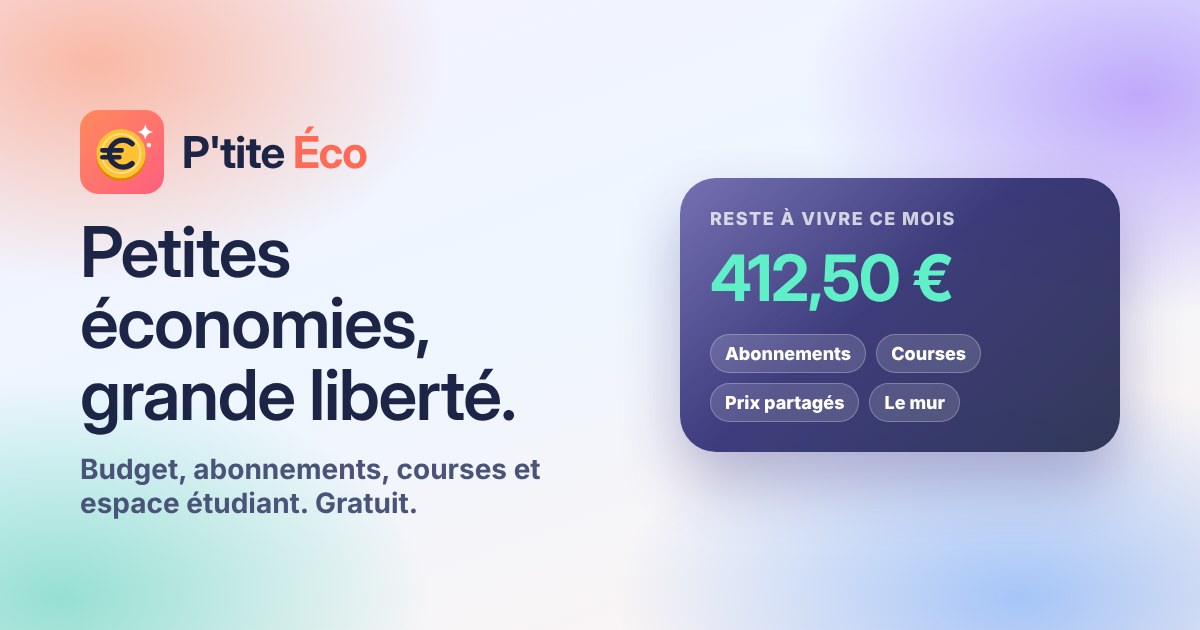 P'tite Éco
Petites
économies,
grande liberté.
Budget, abonnements, courses et
espace étudiant. Gratuit.
RESTE À VIVRE CE MOIS
412,50 €
Abonnements
Courses
Prix partagés
Le mur